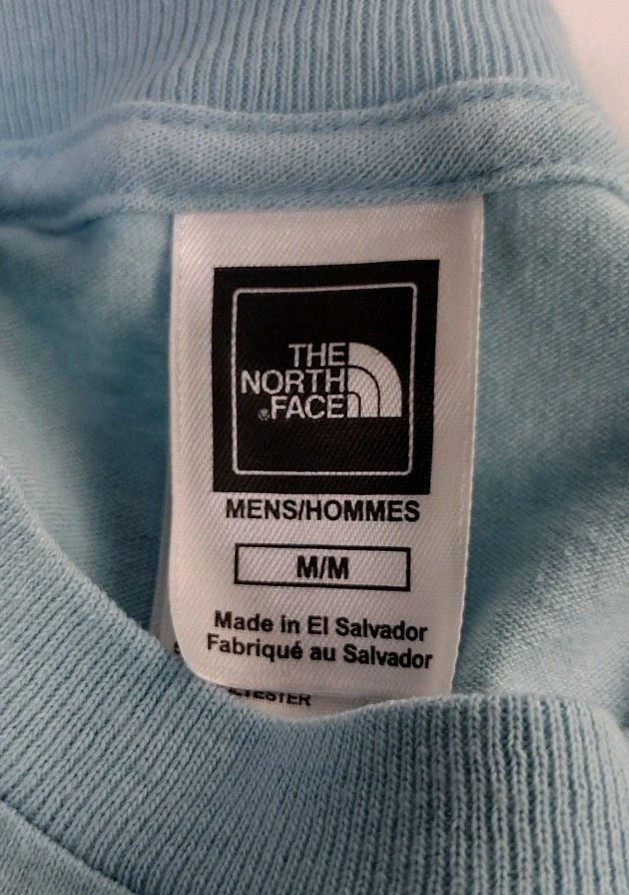 THE
NORTH
®FACE
MENS/HOMMES
M/M
Made in El Salvador
Fabriqué au Salvador